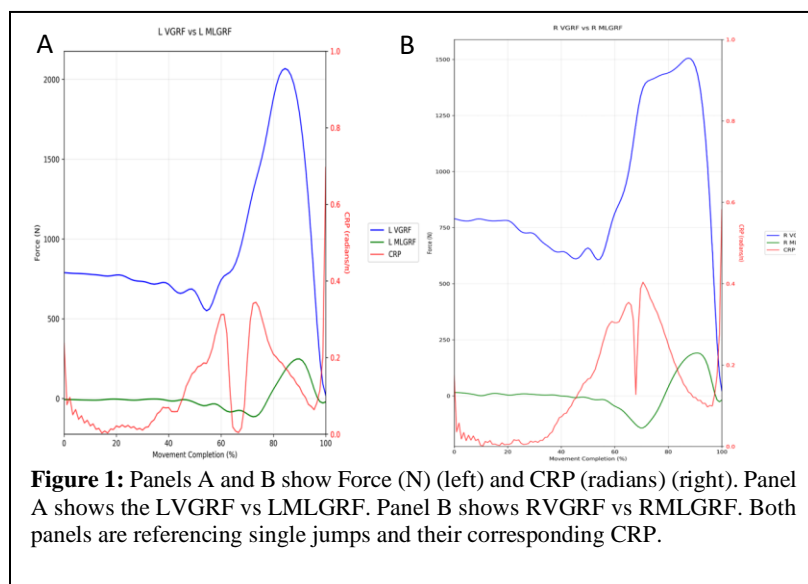 A
L VGRF vs L MLGRF
2000
1500
1000
500
0
Force (N)
1.0
0.8
0.6
0.4
0.2
0.0
CRP (radians/π)
L VGRF
L MLGRF
CRP
0 20 40 60 80 100
Movement Completion (%)
B
R VGRF vs R MLGRF
1500
1250
1000
750
500
250
0
Force (N)
1.0
0.8
0.6
0.4
0.2
0.0
CRP (radians/π)
R VG
R M
CRP
0 20 40 60 80 100
Movement Completion (%)
Figure 1: Panels A and B show Force (N) (left) and CRP (radians) (right). Panel
A shows the LVGRF vs LMLGRF. Panel B shows RVGRF vs RMLGRF. Both
panels are referencing single jumps and their corresponding CRP.